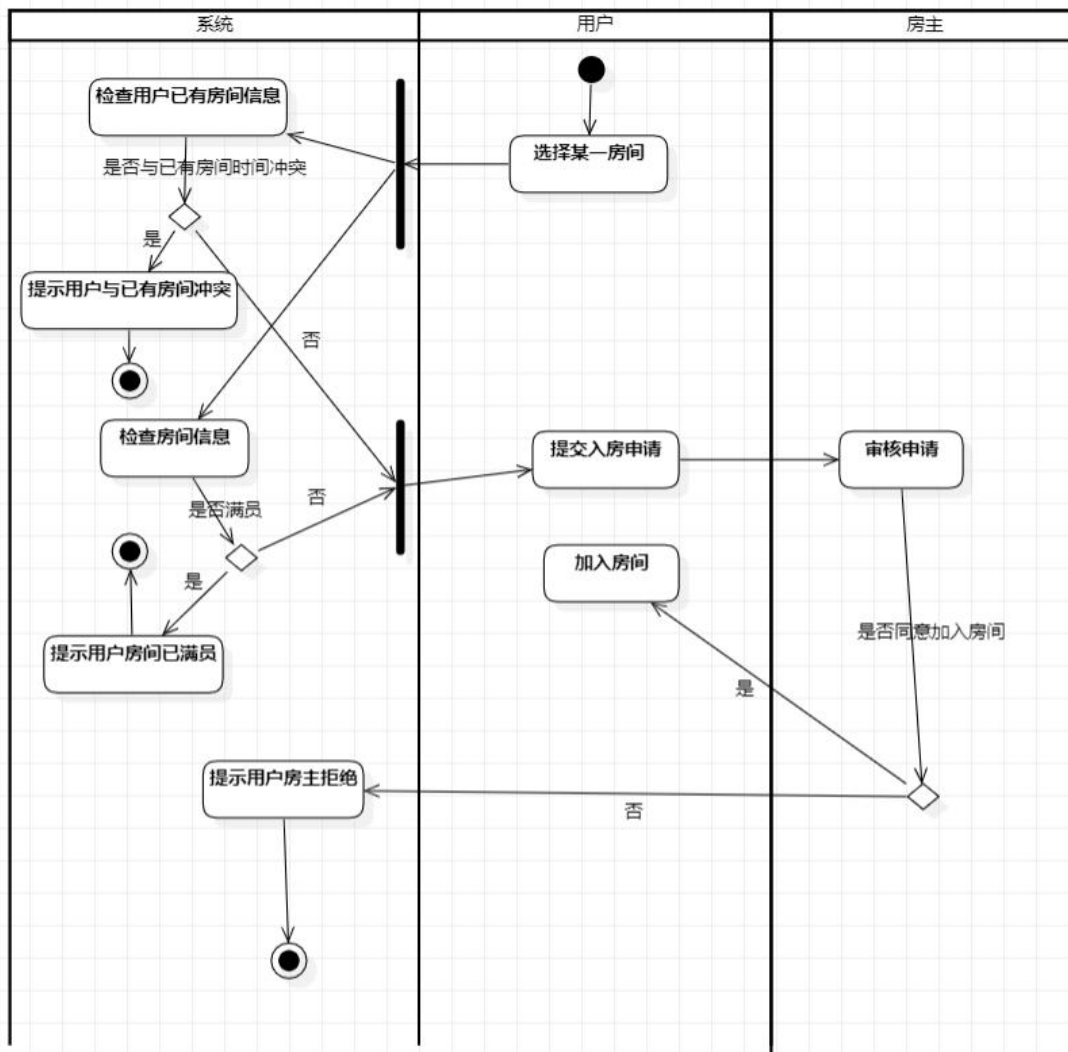 系统
用户
房主
检查用户已有房间信息
选择某一房间
是否与已有房间时间冲突
是
提示用户与已有房间冲突
否
检查房间信息
提交入房申请
审核申请
是否满员
否
是
加入房间
提示用户房间已满员
是否同意加入房间
是
提示用户房主拒绝
否